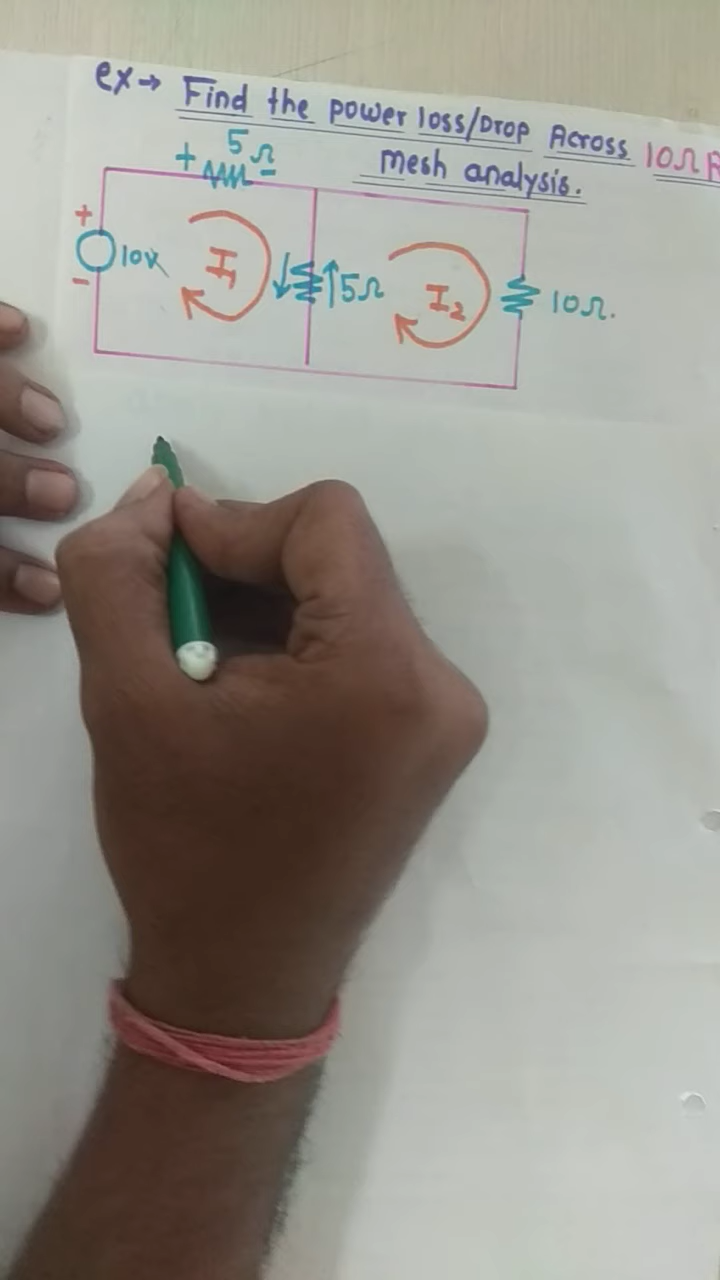 ex→ Find the power loss/Drop Across 10Ω R
mesh analysis.
5Ω
+ -
+
10V
-
I₁
5Ω
I₂
10Ω.